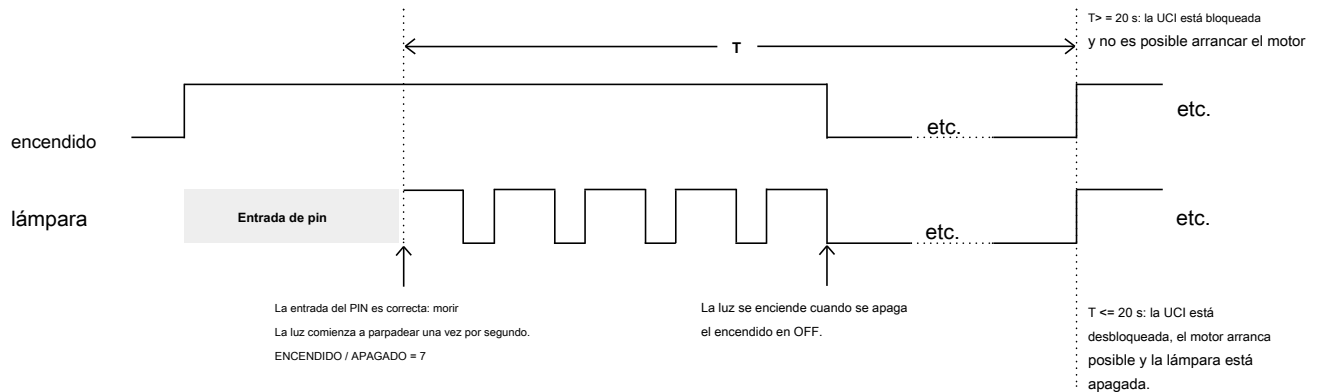 T> = 20 s: la UCI está bloqueada
y no es posible arrancar el motor
T
encendido
etc.
etc.
lámpara
Entrada de pin
etc.
etc.
La entrada del PIN es correcta: morir
La luz comienza a parpadear una vez por segundo.
ENCENDIDO / APAGADO = 7
La luz se enciende cuando se apaga
el encendido en OFF.
T <= 20 s: la UCI está
desbloqueada, el motor arranca
posible y la lámpara está
apagada.